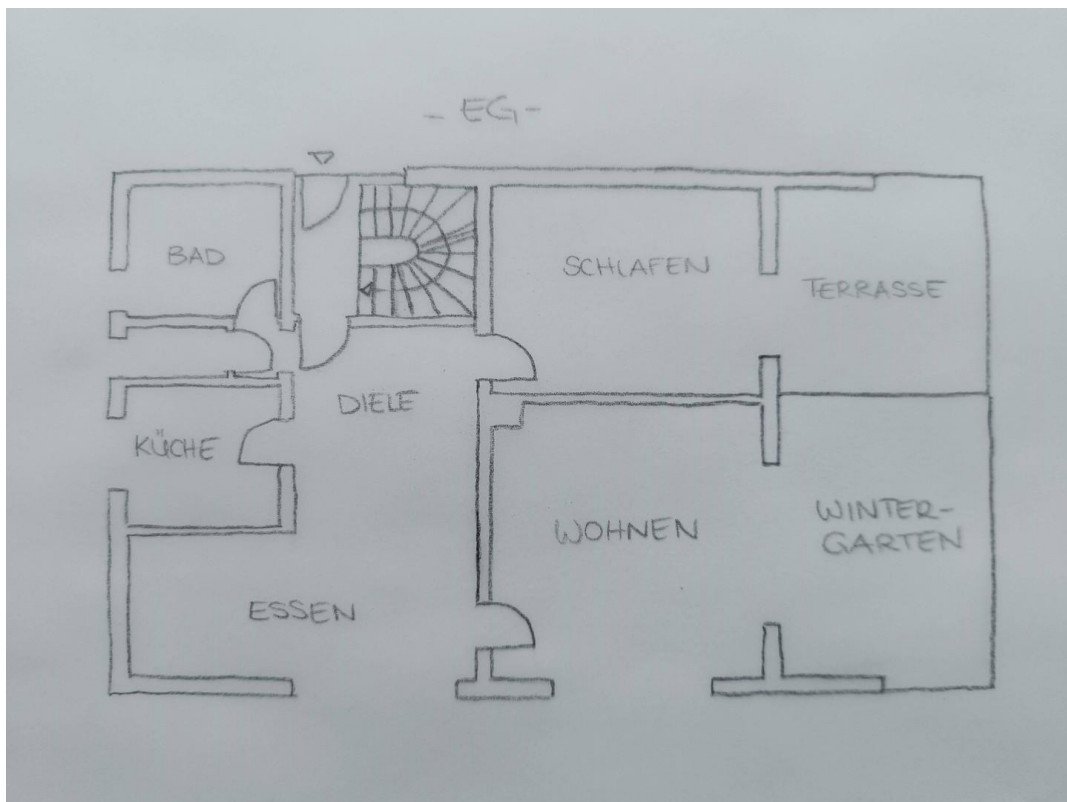 - EG -
BAD
SCHLAFEN
TERRASSE
DIELE
KÜCHE
WOHNEN
WINTER-
GARTEN
ESSEN